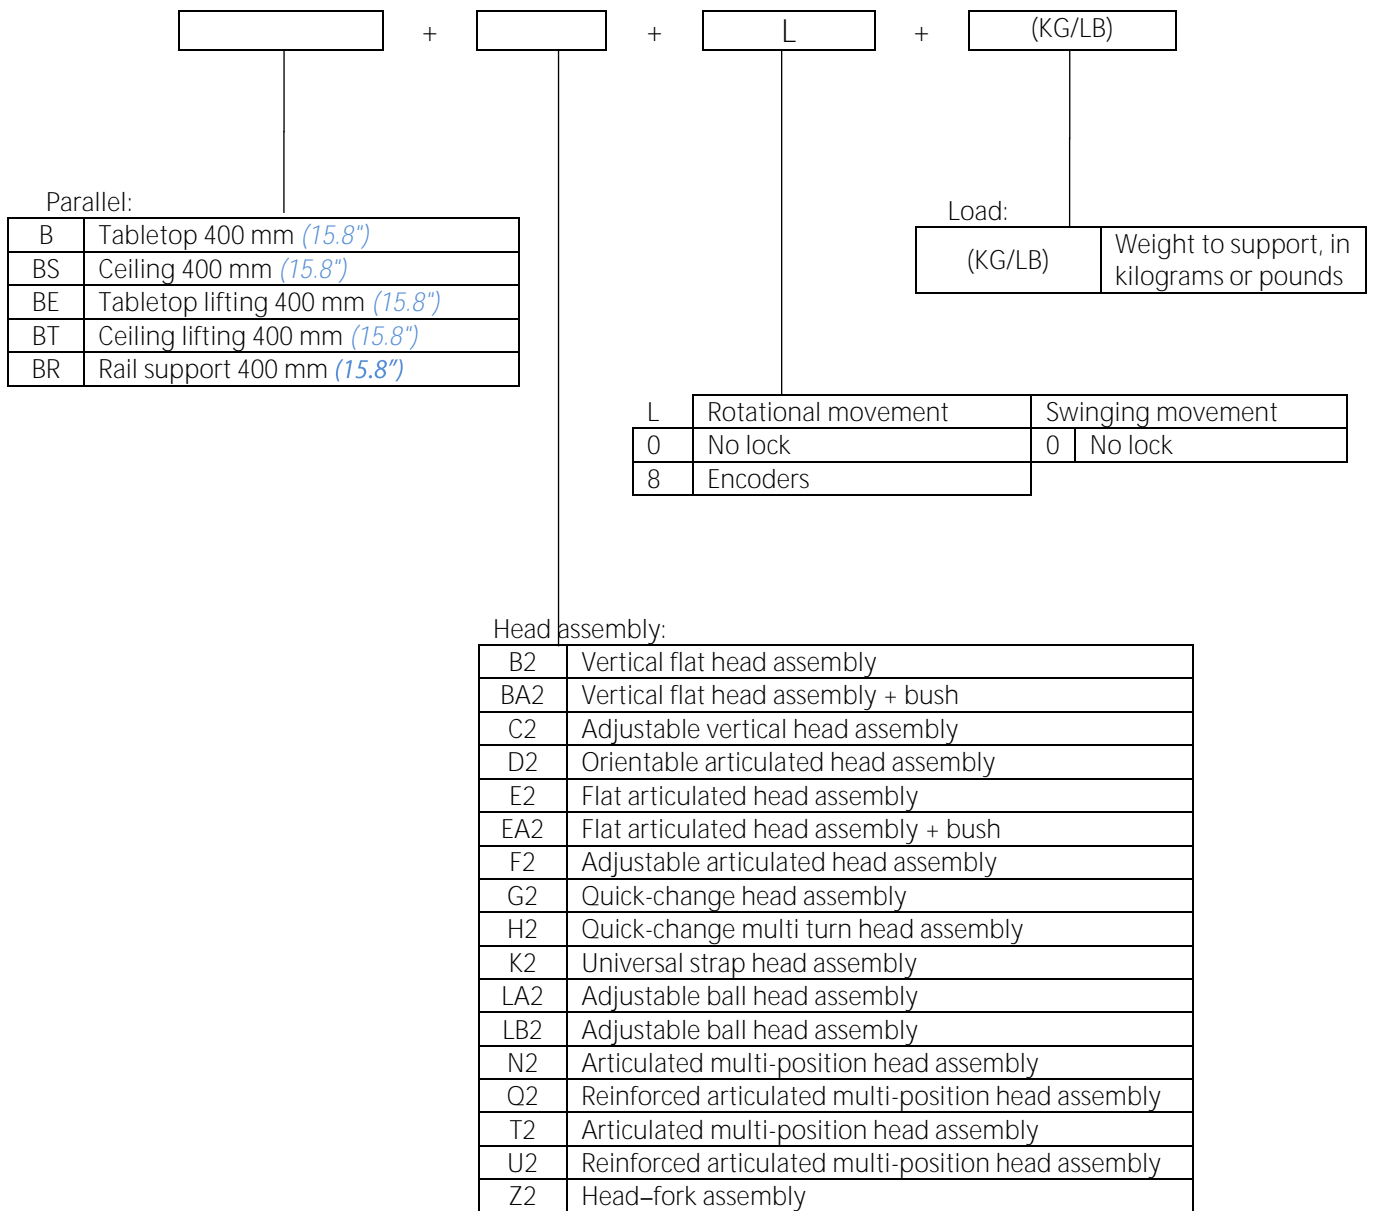 + + L + (KG/LB)
Parallel:
B Tabletop 400 mm (15.8")
BS Ceiling 400 mm (15.8")
BE Tabletop lifting 400 mm (15.8")
BT Ceiling lifting 400 mm (15.8")
BR Rail support 400 mm (15.8")
Load:
(KG/LB) Weight to support, in
kilograms or pounds
L Rotational movement Swinging movement
0 No lock 0 No lock
8 Encoders
Head assembly:
B2 Vertical flat head assembly
BA2 Vertical flat head assembly + bush
C2 Adjustable vertical head assembly
D2 Orientable articulated head assembly
E2 Flat articulated head assembly
EA2 Flat articulated head assembly + bush
F2 Adjustable articulated head assembly
G2 Quick-change head assembly
H2 Quick-change multi turn head assembly
K2 Universal strap head assembly
LA2 Adjustable ball head assembly
LB2 Adjustable ball head assembly
N2 Articulated multi-position head assembly
Q2 Reinforced articulated multi-position head assembly
T2 Articulated multi-position head assembly
U2 Reinforced articulated multi-position head assembly
Z2 Head–fork assembly